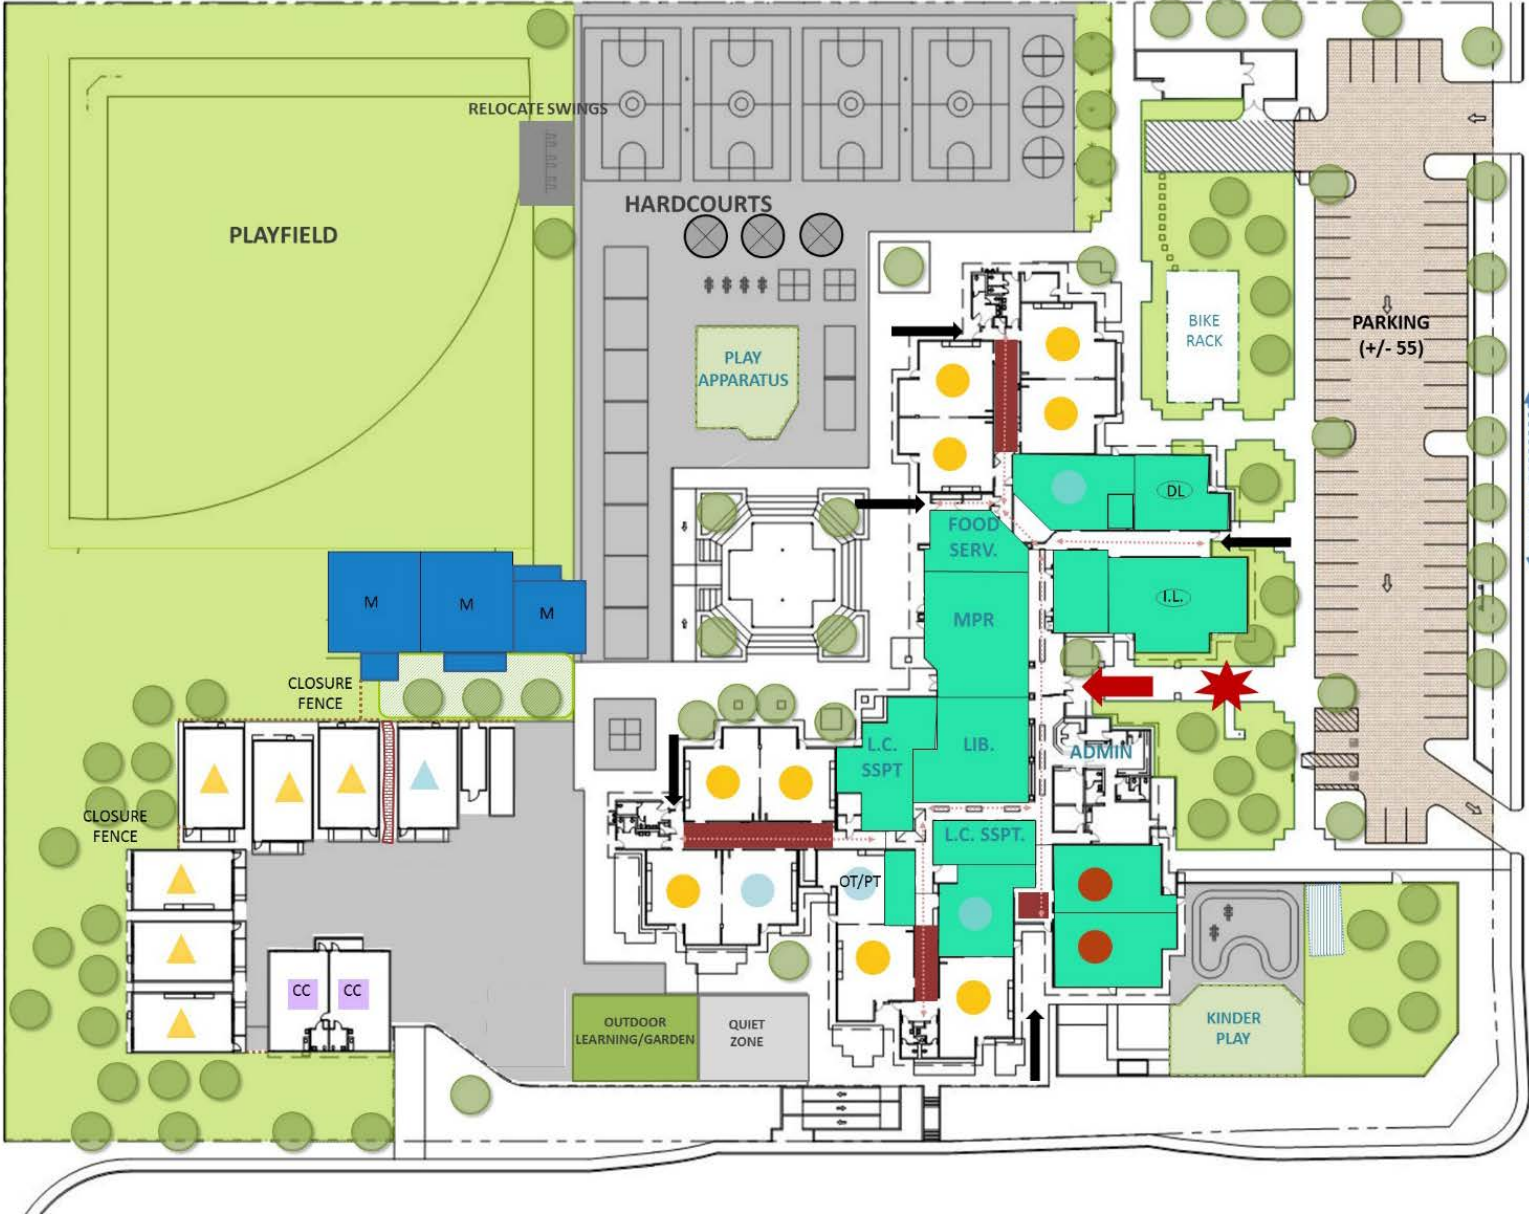 RELOCATE SWINGS
HARDCOURTS
PLAYFIELD
PLAY
APPARATUS
BIKE
RACK
PARKING
(+/- 55)
DL
FOOD
SERV.
I.L.
MPR
M
M
M
CLOSURE
FENCE
L.C.
SSPT
LIB.
ADMIN
CLOSURE
FENCE
L.C. SSPT.
OT/PT
CC
CC
OUTDOOR
LEARNING/GARDEN
QUIET
ZONE
KINDER
PLAY